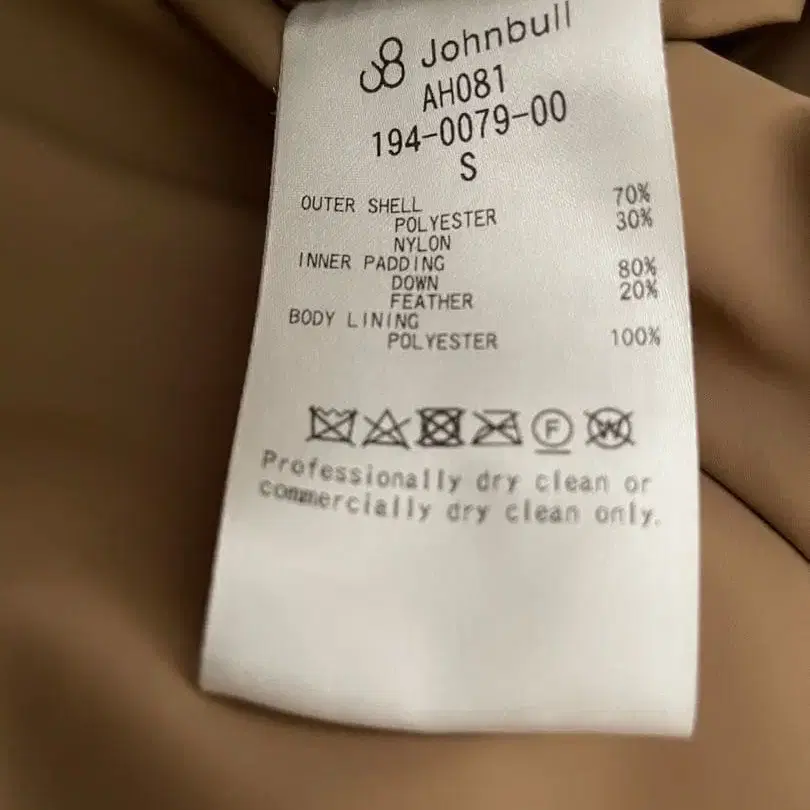 Johnbull
AH081
194-0079-00
S
OUTER SHELL
POLYESTER 70%
NYLON 30%
INNER PADDING
DOWN 80%
FEATHER 20%
BODY LINING
POLYESTER 100%
F W
Professionally dry clean or
commercially dry clean only.